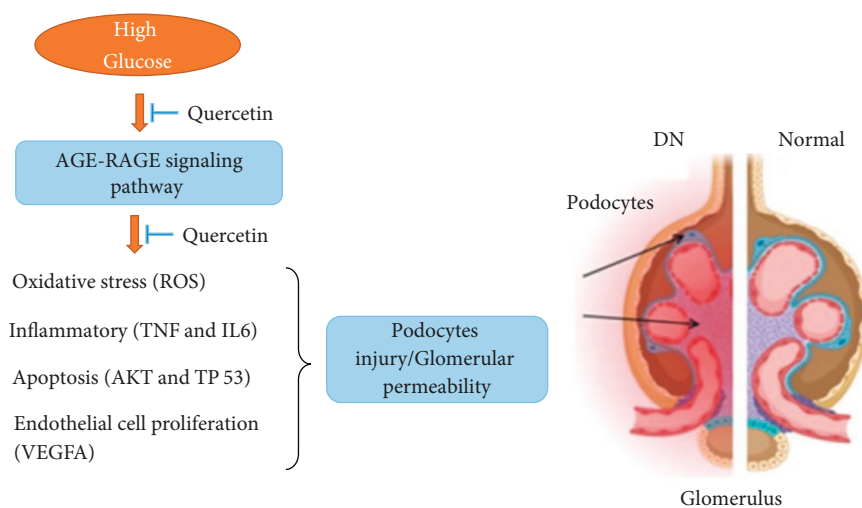 High
Glucose
Quercetin
AGE-RAGE signaling
pathway
Quercetin
Oxidative stress (ROS)
Inflammatory (TNF and IL6)
Apoptosis (AKT and TP 53)
Endothelial cell proliferation
(VEGFA)
Podocytes
injury/Glomerular
permeability
DN
Normal
Podocytes
Glomerulus